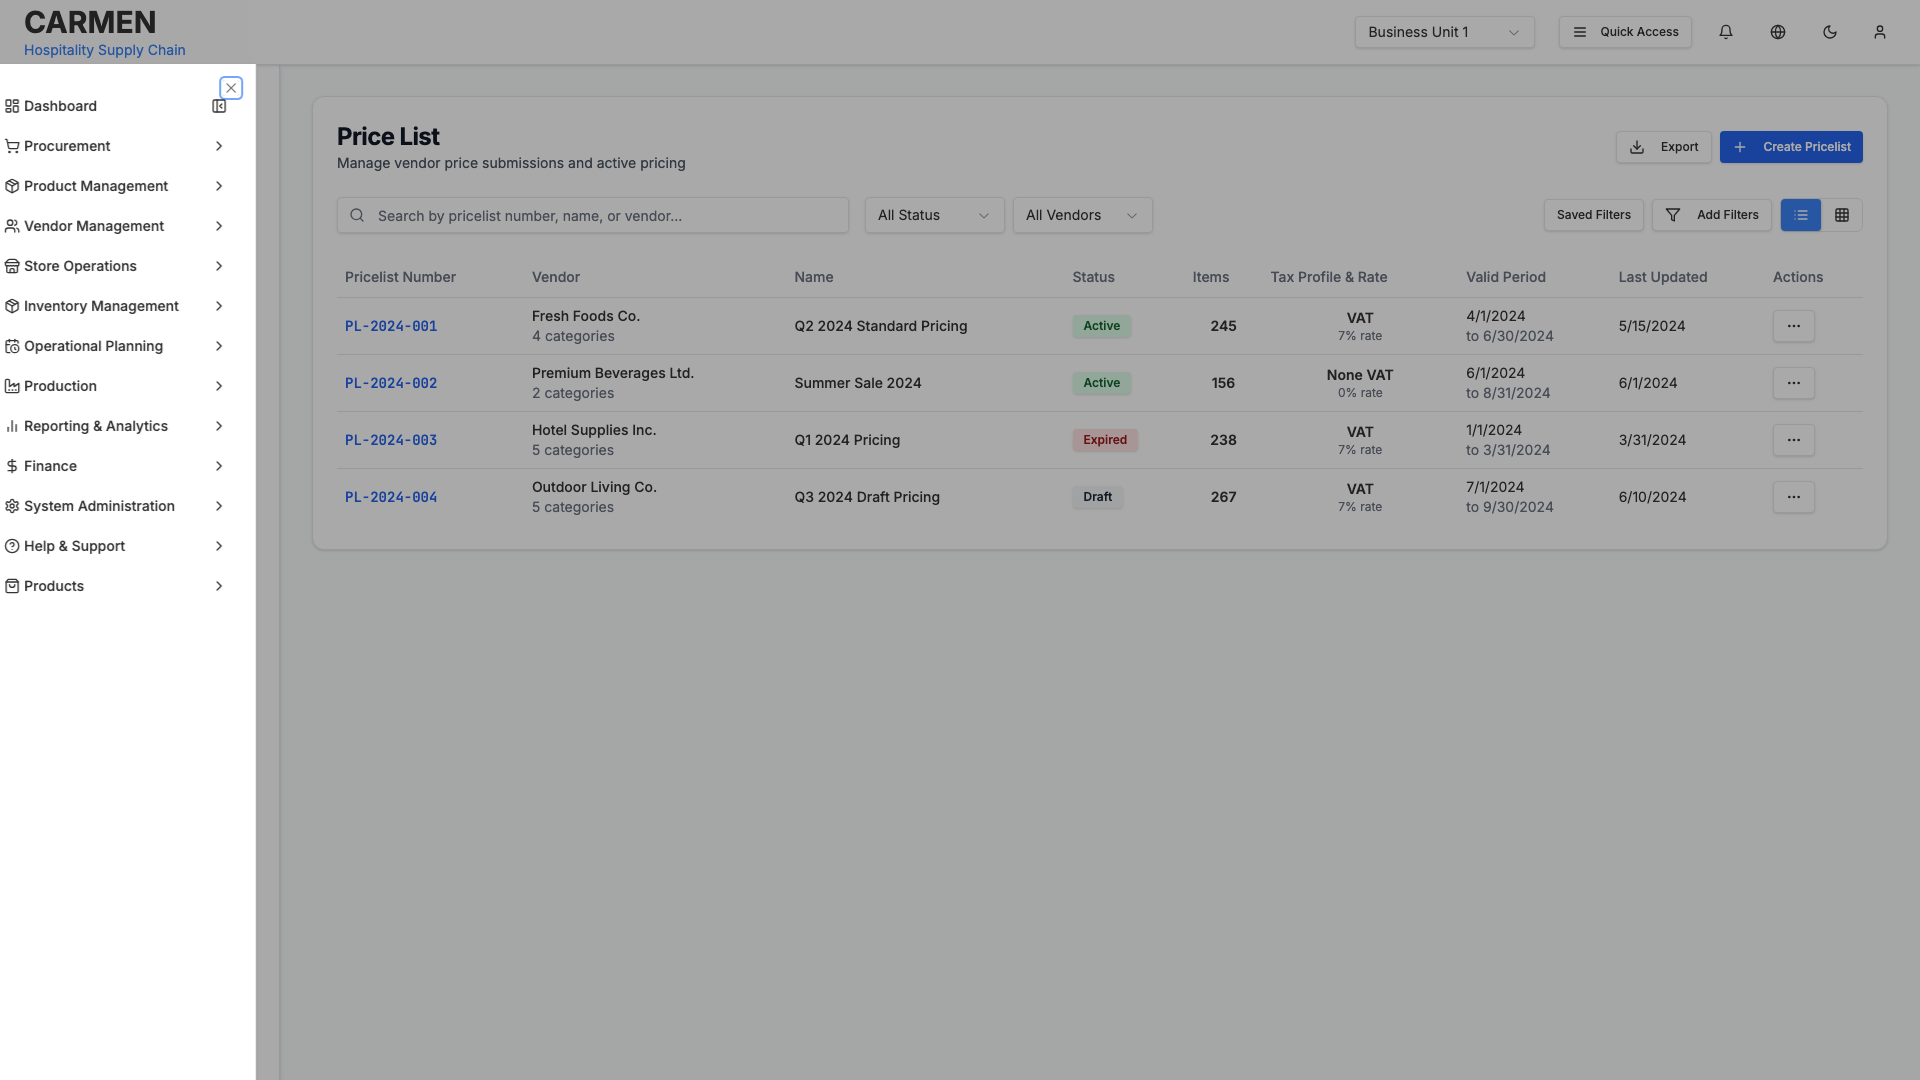 CARMEN
Hospitality Supply Chain
Business Unit 1
Quick Access
Dashboard
Procurement
Product Management
Vendor Management
Store Operations
Inventory Management
Operational Planning
Production
Reporting & Analytics
Finance
System Administration
Help & Support
Products
Price List
Manage vendor price submissions and active pricing
Export
Create Pricelist
Search by pricelist number, name, or vendor...
All Status
All Vendors
Saved Filters
Add Filters
Pricelist Number Vendor Name Status Items Tax Profile & Rate Valid Period Last Updated Actions
PL-2024-001 Fresh Foods Co. Q2 2024 Standard Pricing Active 245 VAT 4/1/2024 5/15/2024
4 categories 7% rate to 6/30/2024
PL-2024-002 Premium Beverages Ltd. Summer Sale 2024 Active 156 None VAT 6/1/2024 6/1/2024
2 categories 0% rate to 8/31/2024
PL-2024-003 Hotel Supplies Inc. Q1 2024 Pricing Expired 238 VAT 1/1/2024 3/31/2024
5 categories 7% rate to 3/31/2024
PL-2024-004 Outdoor Living Co. Q3 2024 Draft Pricing Draft 267 VAT 7/1/2024 6/10/2024
5 categories 7% rate to 9/30/2024